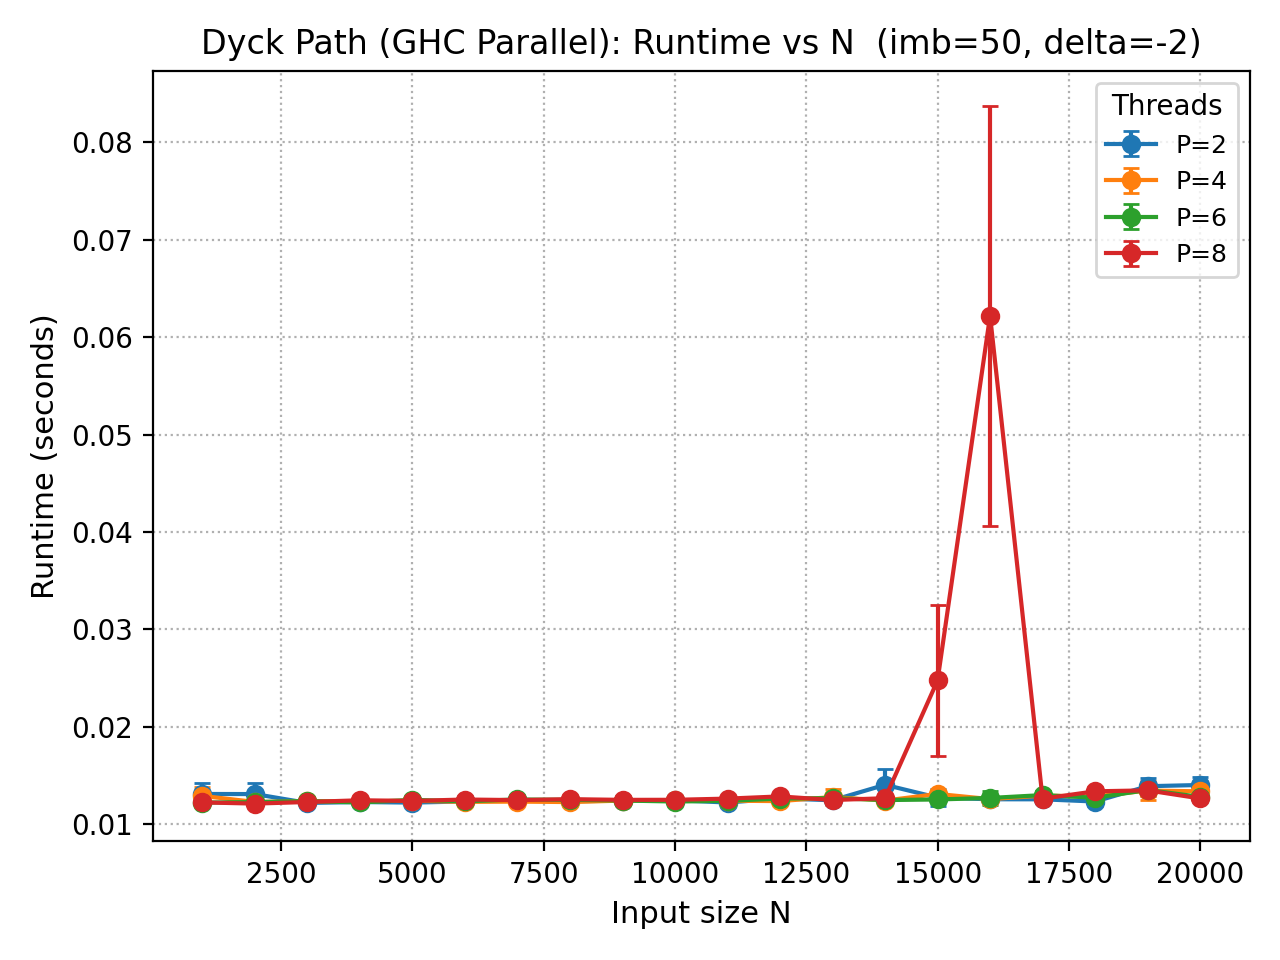 Dyck Path (GHC Parallel): Runtime vs N  (imb=50, delta=-2)
Threads
P=2
P=4
P=6
P=8
Runtime (seconds)
0.08
0.07
0.06
0.05
0.04
0.03
0.02
0.01
2500 5000 7500 10000 12500 15000 17500 20000
Input size N